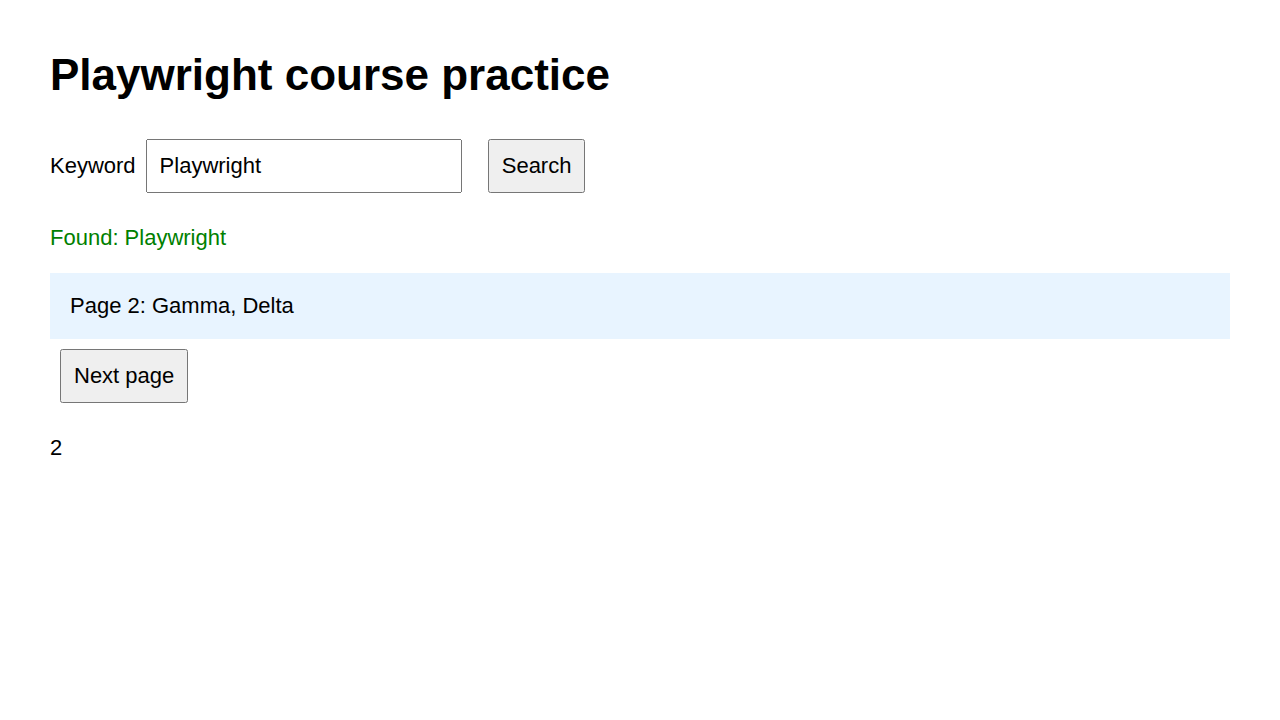 Playwright course practice
Keyword Playwright Search
Found: Playwright
Page 2: Gamma, Delta
Next page
2